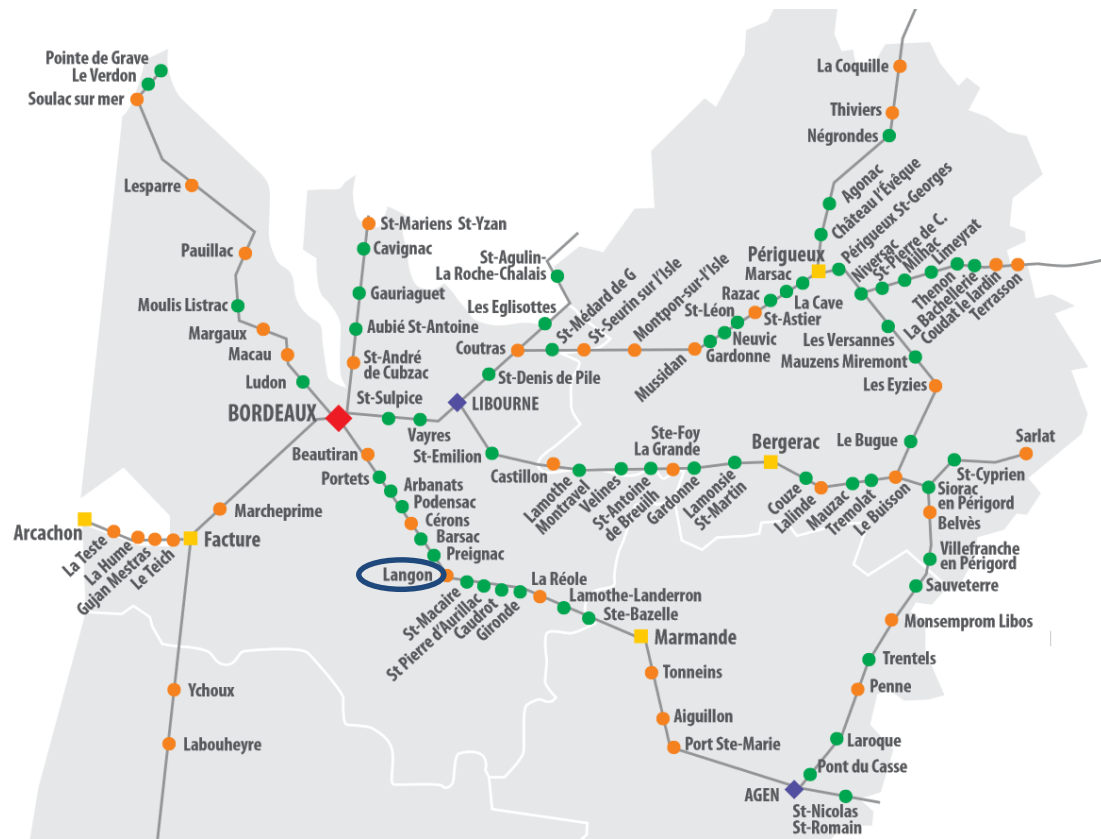 Pointe de Grave
Le Verdon
Soulac sur mer
Lesparre
Pauillac
Moulis Listrac
Margaux
Macau
Ludon
BORDEAUX
St-Mariens St-Yzan
Cavignac
Gauriaguet
Aubié St-Antoine
St-André
de Cubzac
St-Sulpice
Vayres
LIBOURNE
St-Denis de Pile
Coutras
Les Eglisottes
St-Agulin-
La Roche-Chalais
St-Médard de G
St-Seurin sur l'Isle
Montpon-sur-l'Isle
Mussidan
Gardonne
Neuvic
St-Léon
St-Astier
Razac
La Cave
Marsac
Périgueux
La Coquille
Thiviers
Négrondes
Agonac
Château l'Évêque
Périgueux St-Georges
Niversac
St-Pierre de C.
Milhac
Limeyrat
Thenon
La Bachellerie
Coudat le lardin
Terrasson
Les Versannes
Mauzens Miremont
Les Eyzies
Le Bugue
St-Emilion
Castillon
Lamothe
Montravel
Velines
St-Antoine
de Breuilh
Ste-Foy
La Grande
Gardonne
Lamonsie
St-Martin
Bergerac
Couze
Lalinde
Mauzac
Tremolat
Le Buisson
Sarlat
St-Cyprien
Siorac
en Périgord
Belvès
Villefranche
en Périgord
Sauveterre
Monsemprom Libos
Trentels
Penne
Laroque
Pont du Casse
AGEN
St-Nicolas
St-Romain
Beautiran
Portets
Arbanats
Podensac
Cérons
Barsac
Preignac
Langon
St-Macaire
St Pierre d'Aurillac
Caudrot
Gironde
La Réole
Lamothe-Landerron
Ste-Bazelle
Marmande
Tonneins
Aiguillon
Port Ste-Marie
Marcheprime
Facture
Arcachon
La Teste
La Hume
Gujan Mestras
Le Teich
Ychoux
Labouheyre